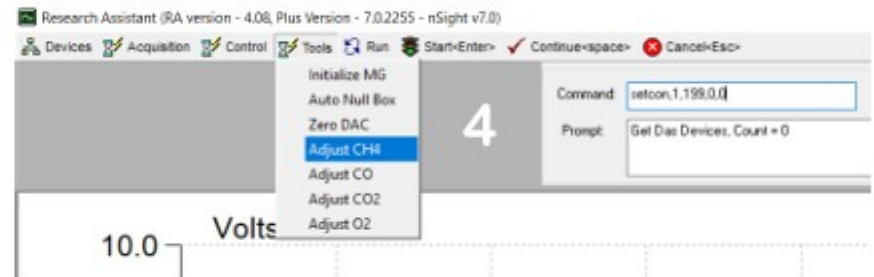 Research Assistant (RA version - 4.08, Plus Version - 7.0.2255 - nSight v7.0)
Devices Acquisition Control Tools Run Start<Enter> Continue<space> Cancel<Esc>
Initialize MG
Auto Null Box
Zero DAC
Adjust CH4
Adjust CO
Adjust CO2
Adjust O2
4
Command: setcon,1,199,0,0
Prompt: Get Das Devices, Count = 0
Volts
10.0